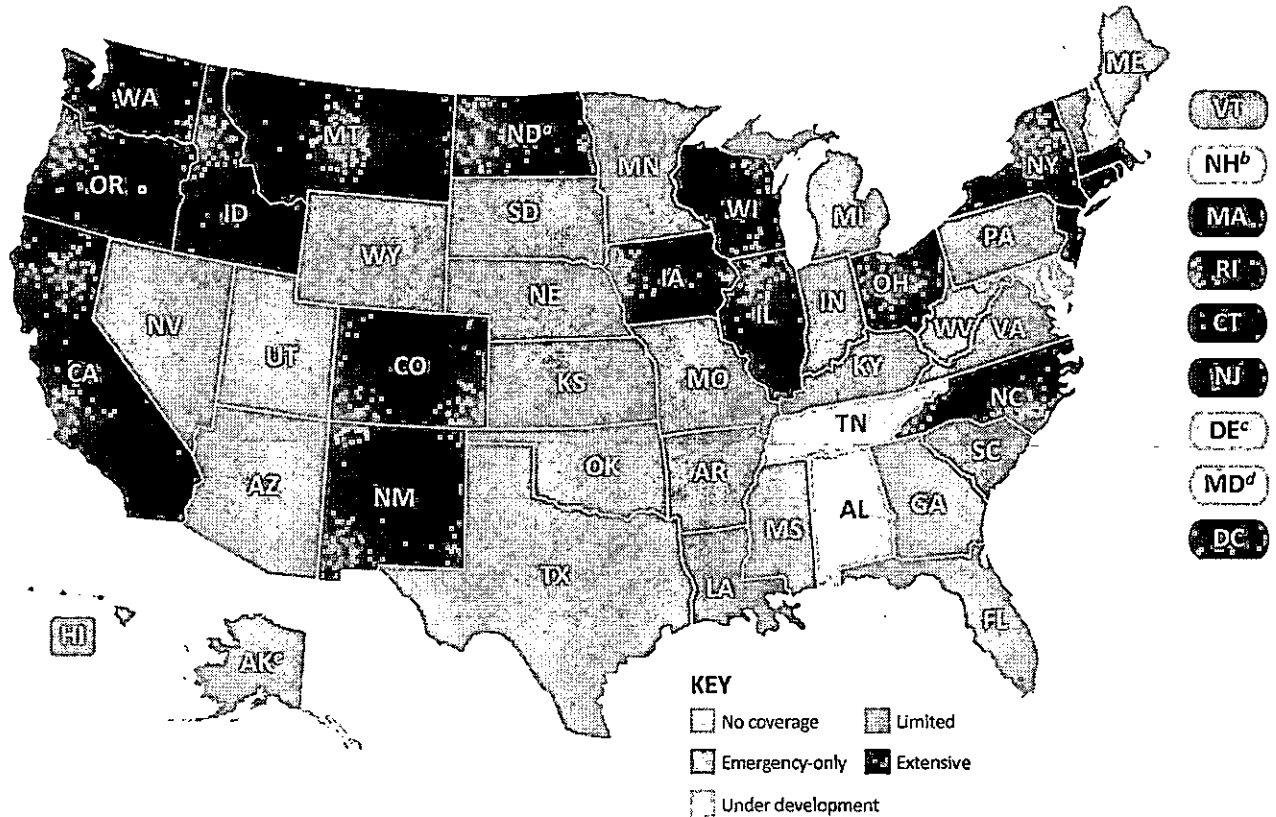 ME
WA
VT
MT
ND^a
NH^b
MN
OR
NY
ID
WI
SD
MI
MA
WY
PA
RI
IA
NE
OH
IN
IL
NV
WV
VA
CT
UT
CO
CA
KS
MO
KY
NJ
NC
TN
DE^c
OK
SC
AR
AZ
NM
MD^d
AL
GA
MS
DC
TX
LA
FL
HI
AK^e
KEY
No coverage
Limited
Emergency-only
Extensive
Under development